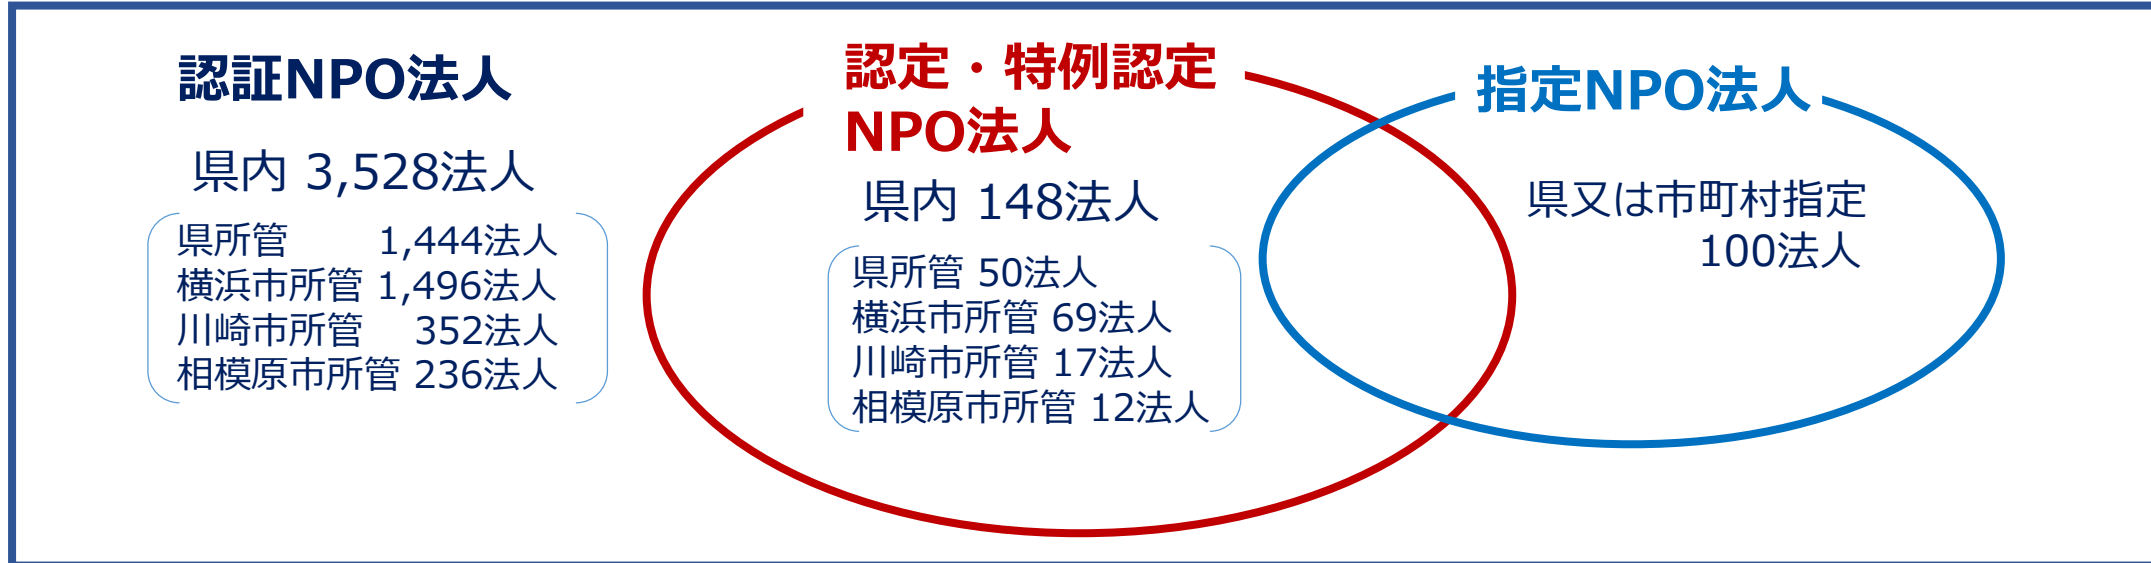 認証NPO法人
県内 3,528法人
県所管 1,444法人
横浜市所管 1,496法人
川崎市所管 352法人
相模原市所管 236法人
認定・特例認定
NPO法人
県内 148法人
県所管 50法人
横浜市所管 69法人
川崎市所管 17法人
相模原市所管 12法人
指定NPO法人
県又は市町村指定
100法人